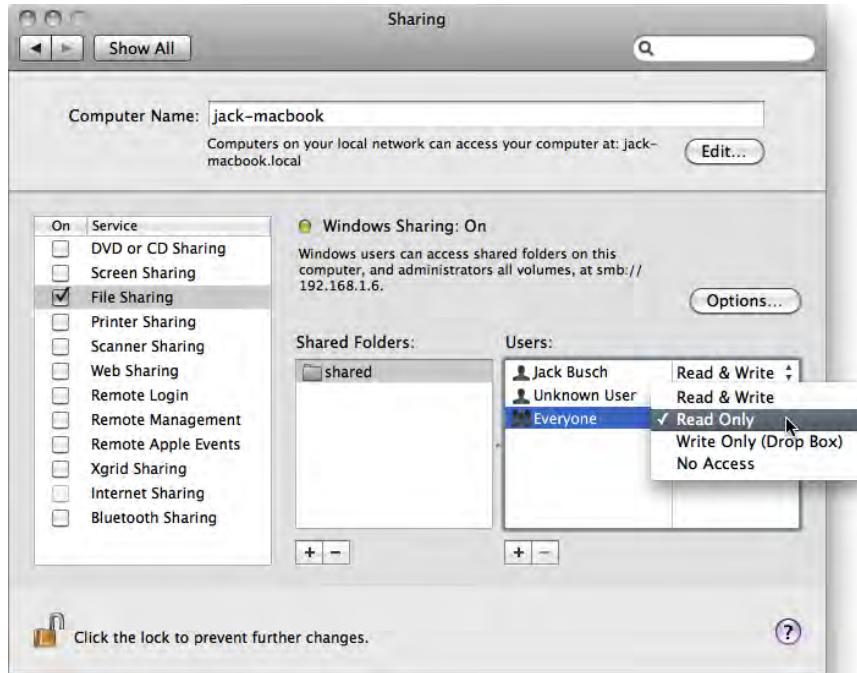 Sharing
Show All
Computer Name: jack-macbook
Computers on your local network can access your computer at: jack-
macbook.local
Edit...
On Service
DVD or CD Sharing
Screen Sharing
File Sharing
Printer Sharing
Scanner Sharing
Web Sharing
Remote Login
Remote Management
Remote Apple Events
Xgrid Sharing
Internet Sharing
Bluetooth Sharing
Windows Sharing: On
Windows users can access shared folders on this
computer, and administrators all volumes, at smb://
192.168.1.6.
Options...
Shared Folders:
shared
Users:
Jack Busch Read & Write
Unknown User
Everyone
Read & Write
✓ Read Only
Write Only (Drop Box)
No Access
+ −
+ −
Click the lock to prevent further changes.
?